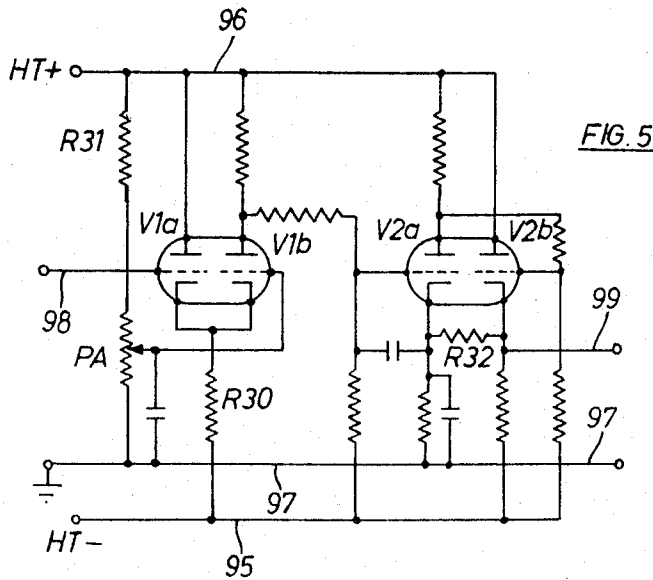 96
HT+
R31
FIG. 5
V1a
V1b
V2a
V2b
98
99
PA
R32
R30
97
97
HT-
95